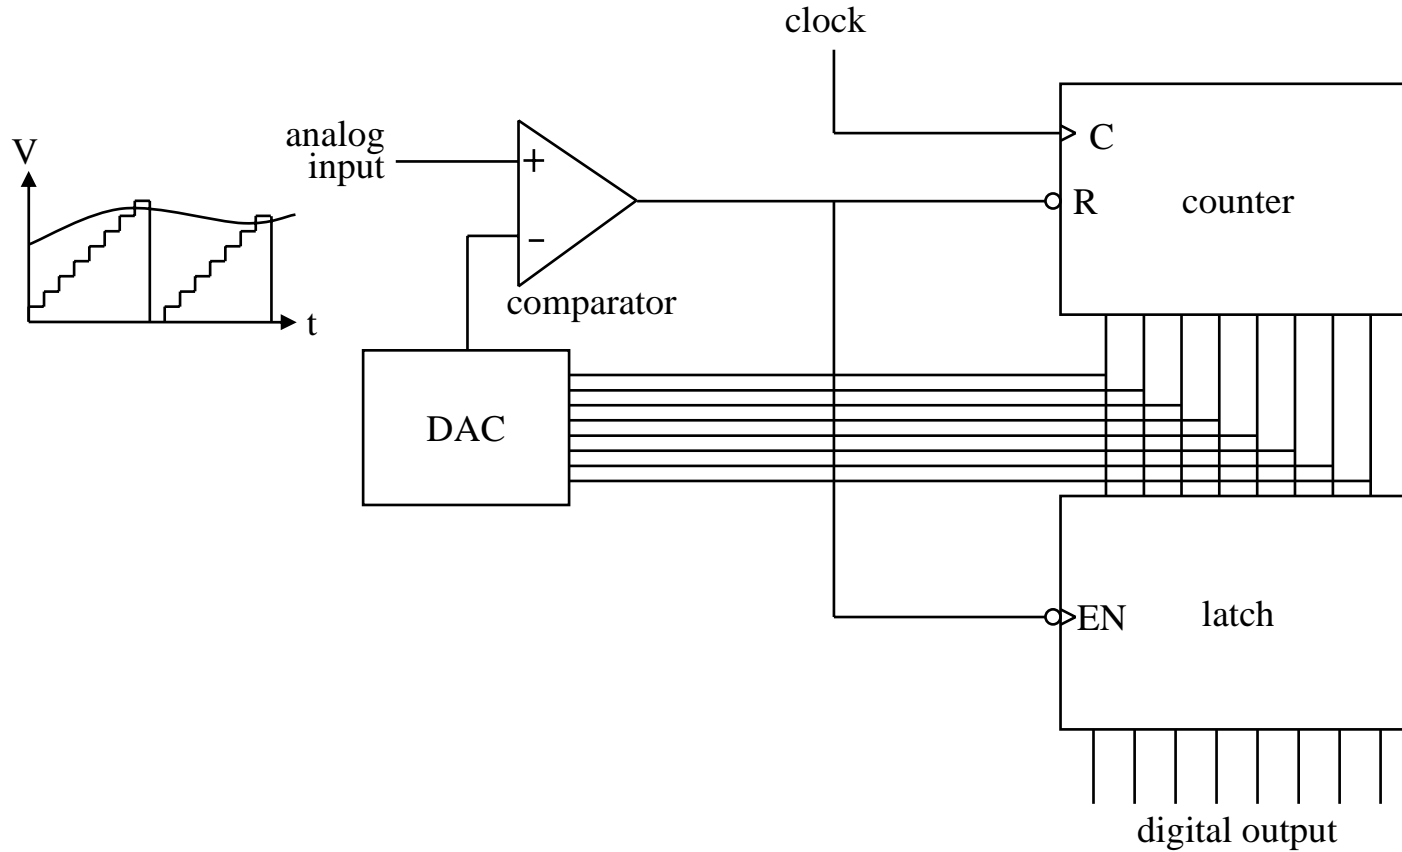 clock
V
t
analog
input
+
−
comparator
C
R
counter
DAC
EN
latch
digital output